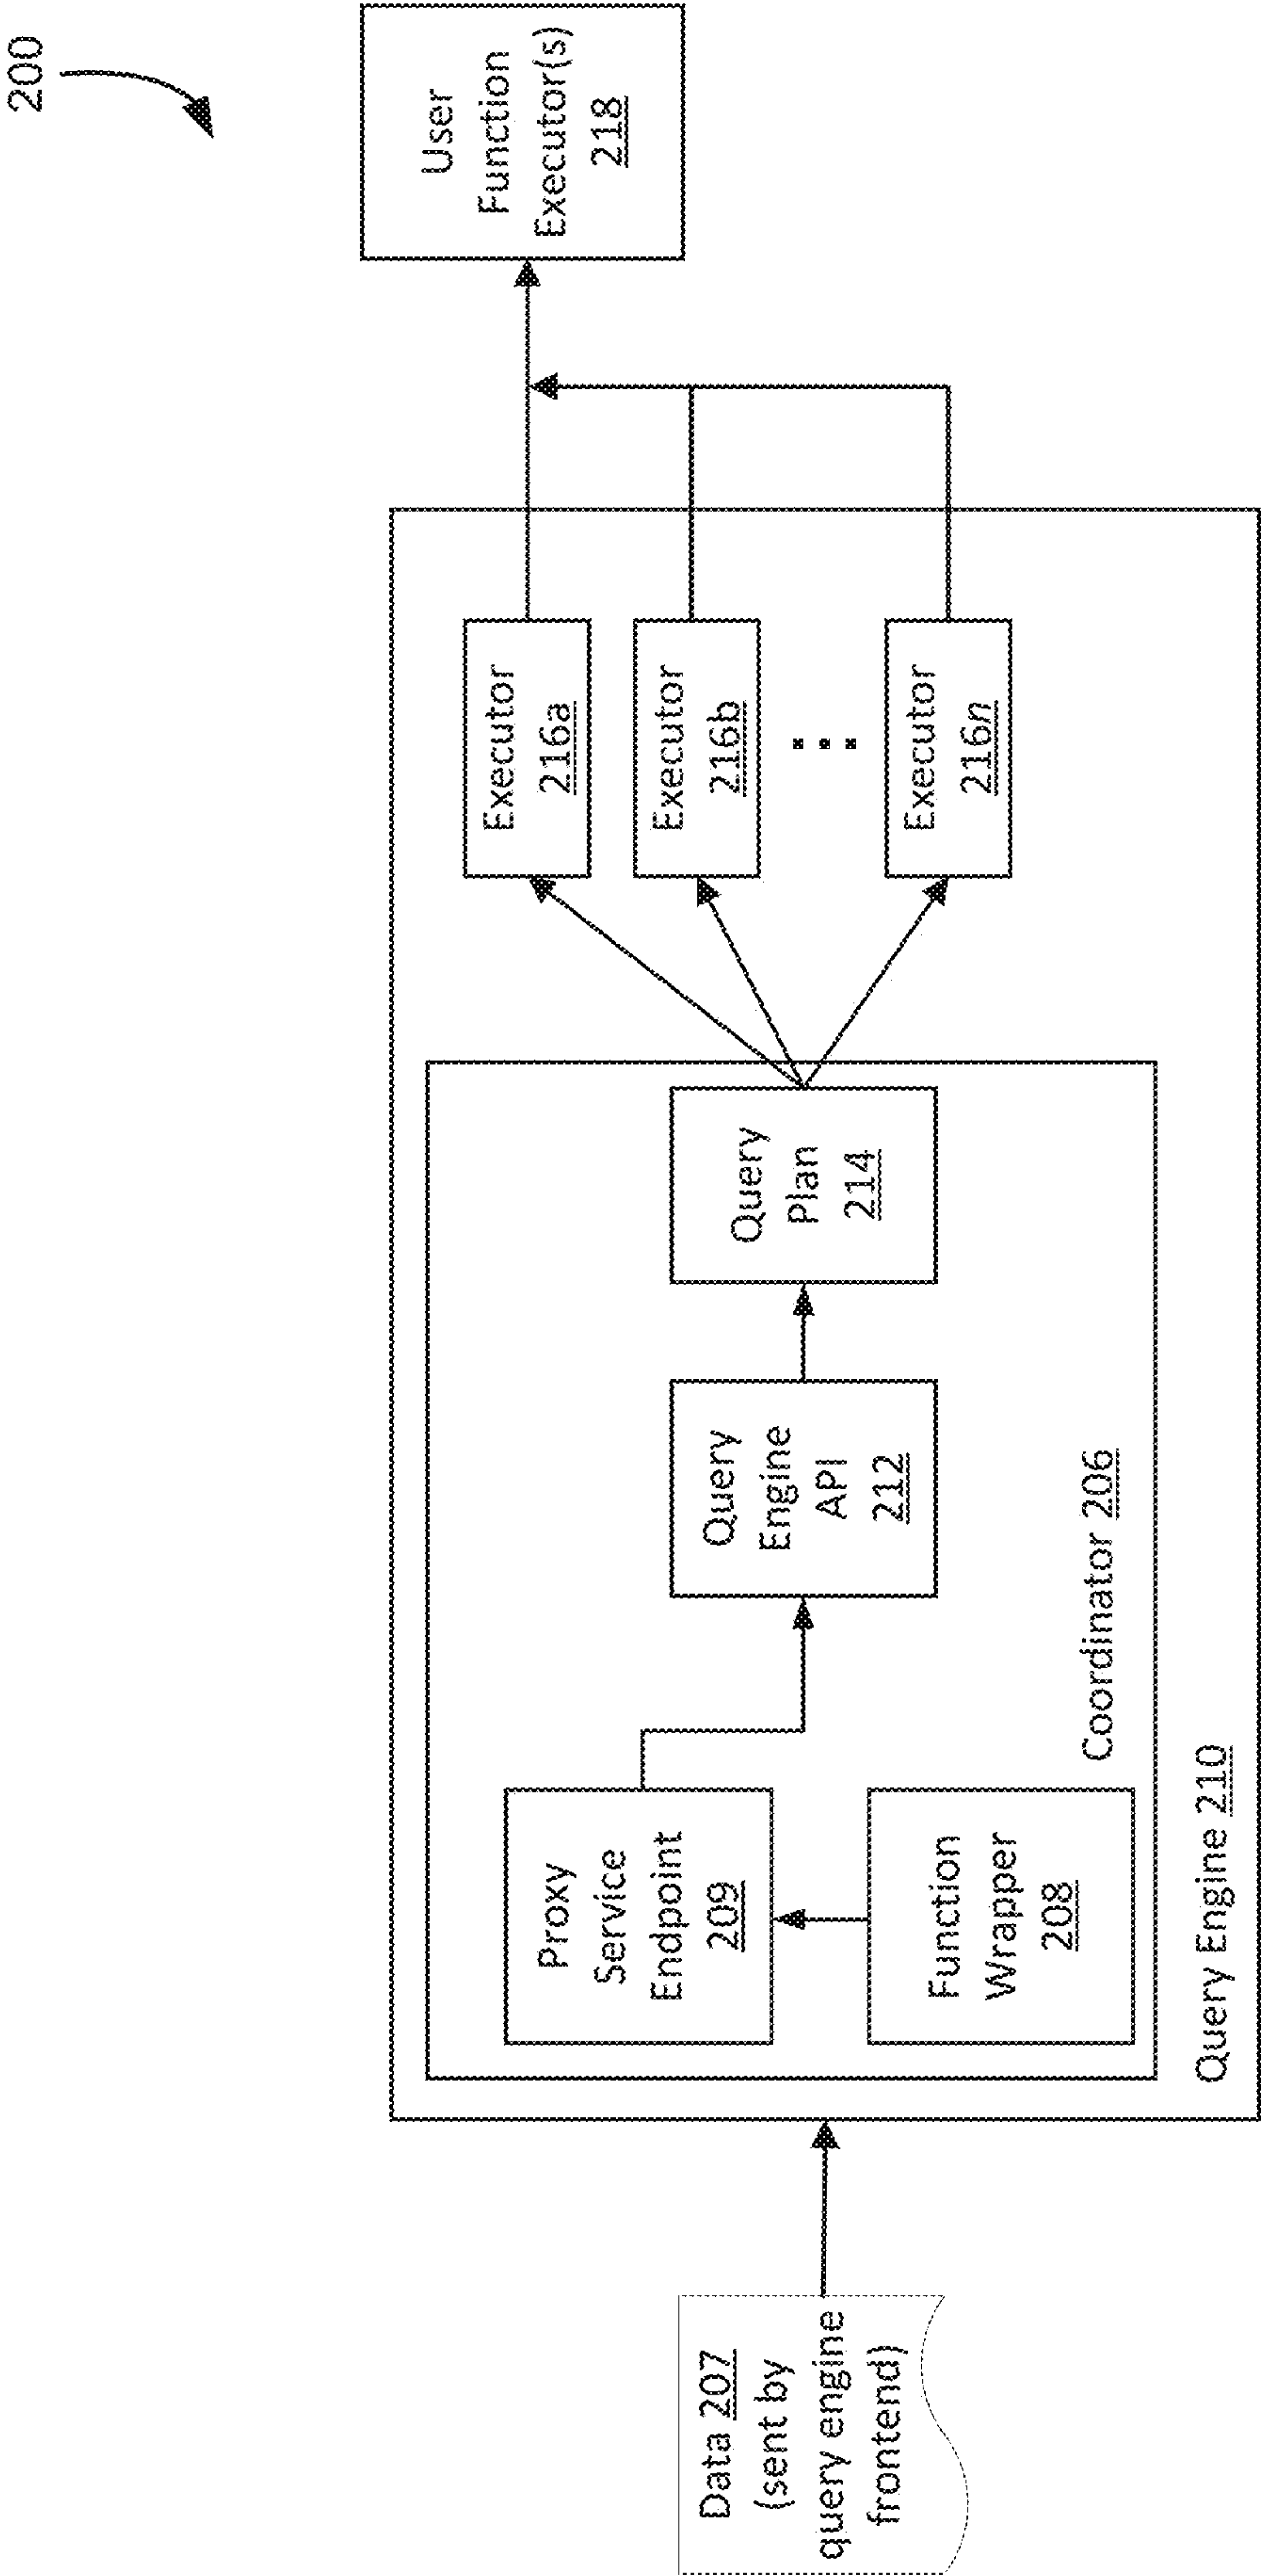 200
Data 207
(sent by
query engine
frontend)
Proxy
Service
Endpoint
209
Function
Wrapper
208
Query
Engine
API
212
Query
Plan
214
Coordinator 206
Query Engine 210
Executor
216a
Executor
216b
Executor
216n
User
Function
Executor(s)
218